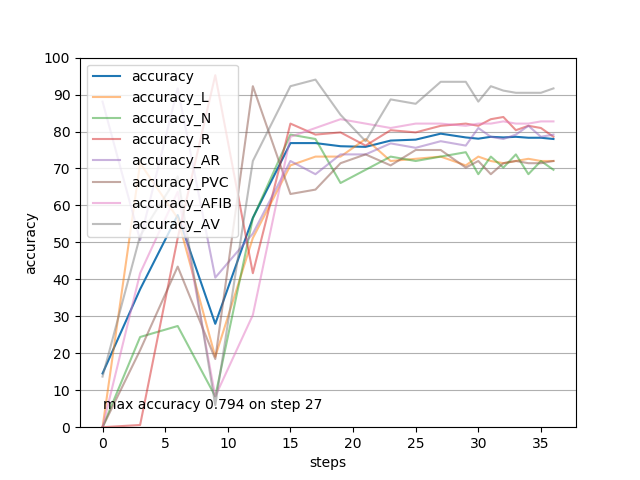 100
90
80
70
60
50
40
30
20
10
0
accuracy
accuracy
accuracy_L
accuracy_N
accuracy_R
accuracy_AR
accuracy_PVC
accuracy_AFIB
accuracy_AV
max accuracy 0.794 on step 27
0 5 10 15 20 25 30 35
steps